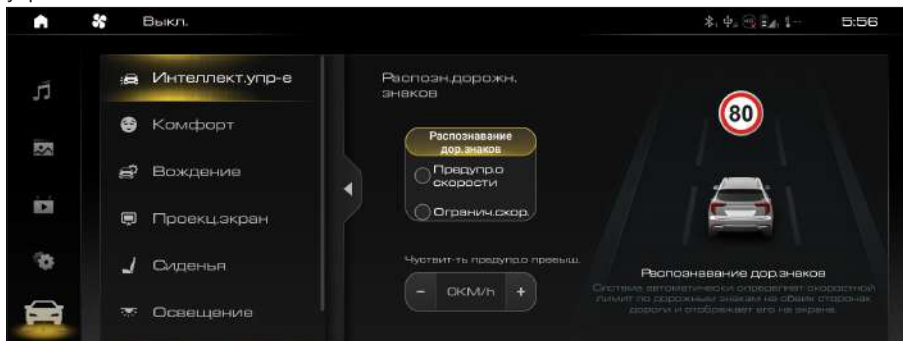 Выкл.
5:56
Интеллект.упр-е
Комфорт
Вождение
Проекц.экран
Сиденья
Освещение
Распозн.дорожн.
знаков
Распознавание
дор.знаков
Предупр.о
скорости
Огранич.скор.
Чуствит-ть предупр.о превыш.
- 0KM/h +
80
Распознавание дор.знаков
Система автоматически определяет скоростной
лимит по дорожным знакам на обеих сторонах
дороги и отображает его на экране.